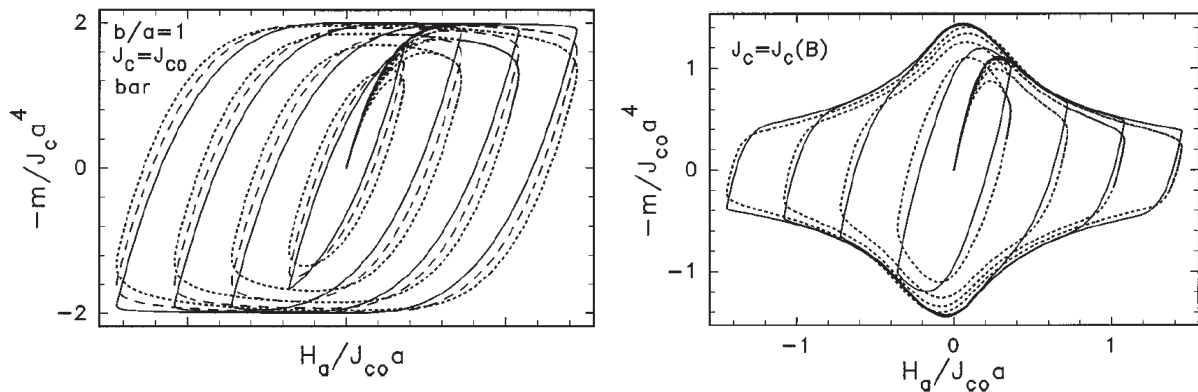 2
0
-2
-m/J_c a^4
b/a=1
J_c=J_co
bar
H_a/J_co a
1
0
-1
-m/J_co a^4
J_c=J_c(B)
-1 0 1
H_a/J_co a